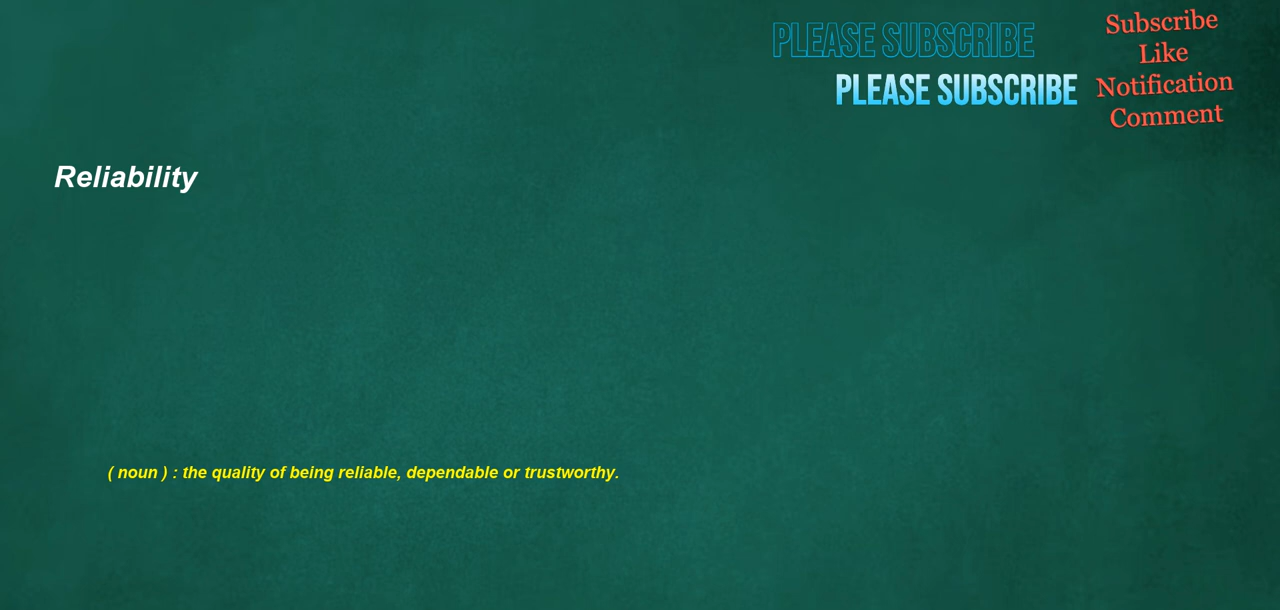 PLEASE SUBSCRIBE
PLEASE SUBSCRIBE
Subscribe
Like
Notification
Comment
Reliability
( noun ) : the quality of being reliable, dependable or trustworthy.